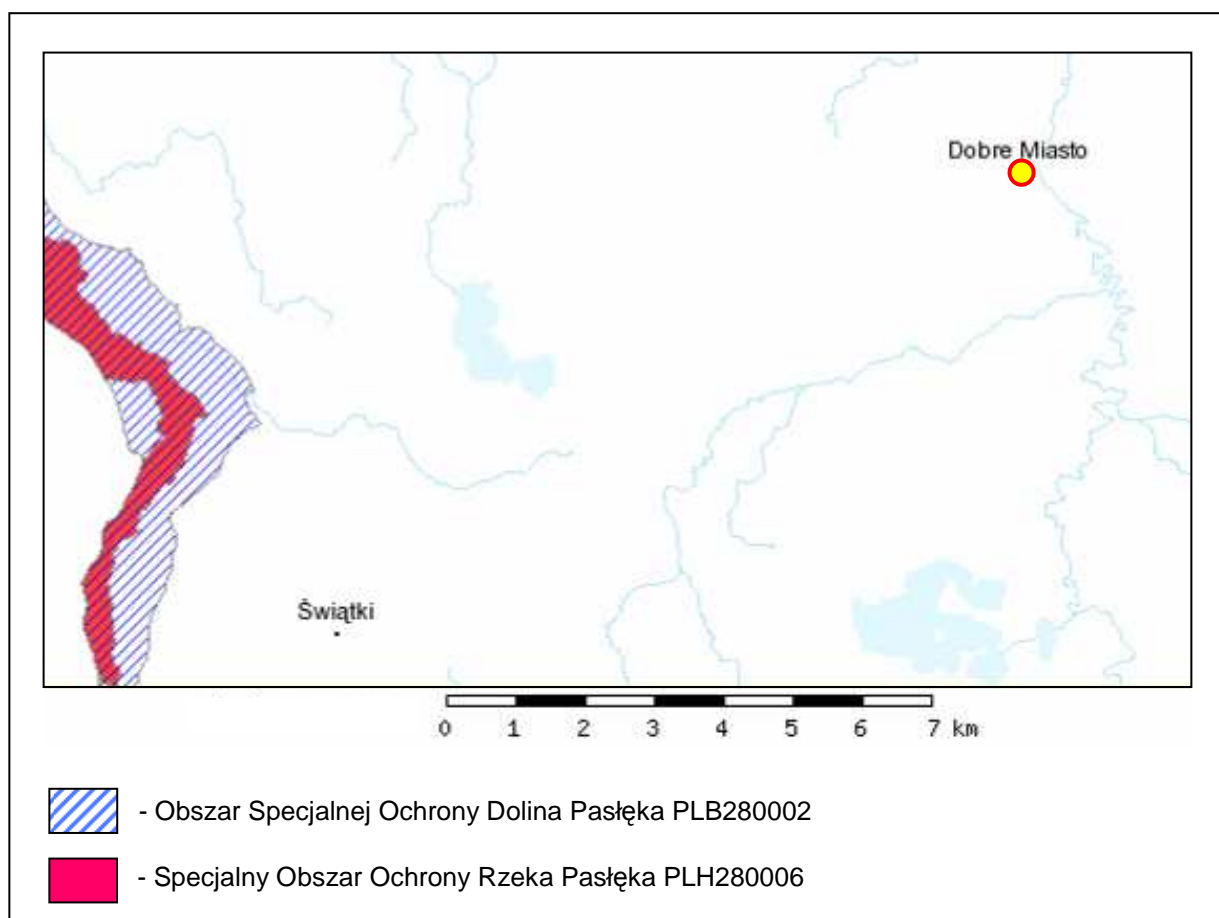 Dobre Miasto
Świątki
0 1 2 3 4 5 6 7 km
- Obszar Specjalnej Ochrony Dolina Pasłęka PLB280002
- Specjalny Obszar Ochrony Rzeka Pasłęka PLH280006